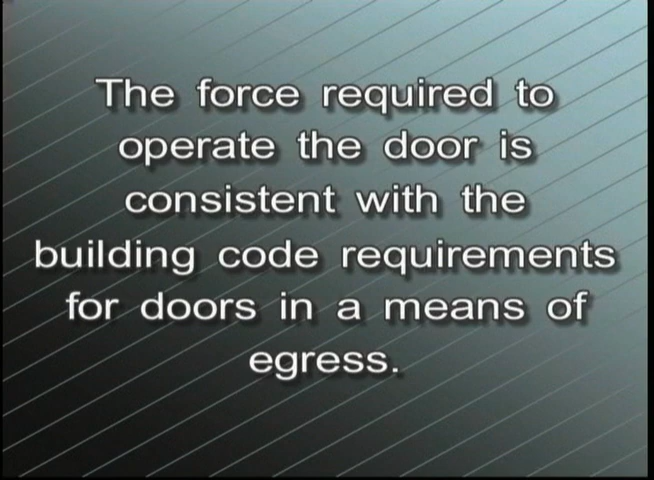 The force required to
operate the door is
consistent with the
building code requirements
for doors in a means of
egress.